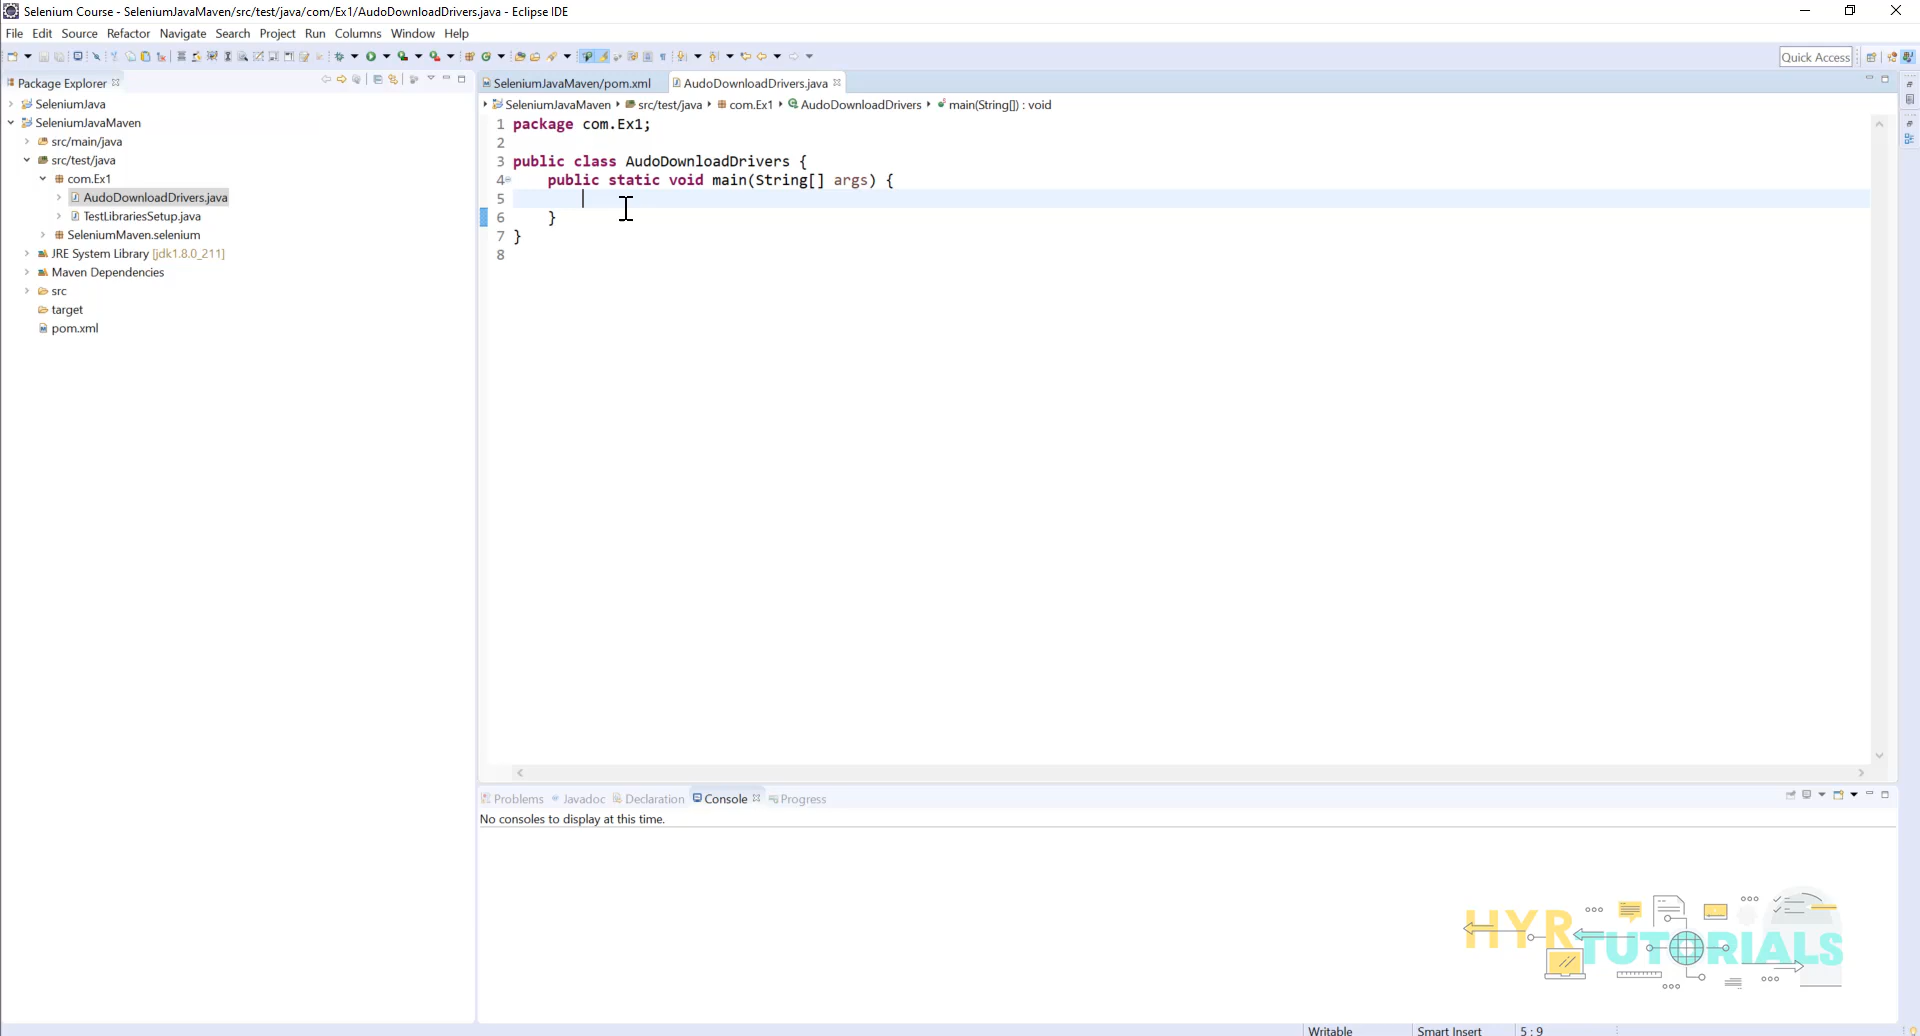 Selenium Course - SeleniumJavaMaven/src/test/java/com/Ex1/AudoDownloadDrivers.java - Eclipse IDE
File Edit Source Refactor Navigate Search Project Run Columns Window Help
Quick Access
Package Explorer
SeleniumJava
SeleniumJavaMaven
src/main/java
src/test/java
com.Ex1
AudoDownloadDrivers.java
TestLibrariesSetup.java
SeleniumMaven.selenium
JRE System Library [jdk1.8.0_211]
Maven Dependencies
src
target
pom.xml
SeleniumJavaMaven/pom.xml AudoDownloadDrivers.java
SeleniumJavaMaven src/test/java com.Ex1 AudoDownloadDrivers main(String[]) : void
1 package com.Ex1;
2
3 public class AudoDownloadDrivers {
4 public static void main(String[] args) {
5
6 }
7 }
8
Problems Javadoc Declaration Console Progress
No consoles to display at this time.
HYR TUTORIALS
Writable Smart Insert 5 : 9